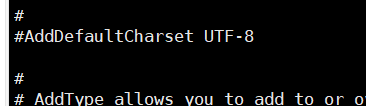 #
#AddDefaultCharset UTF-8
#
# AddType allows you to add to or